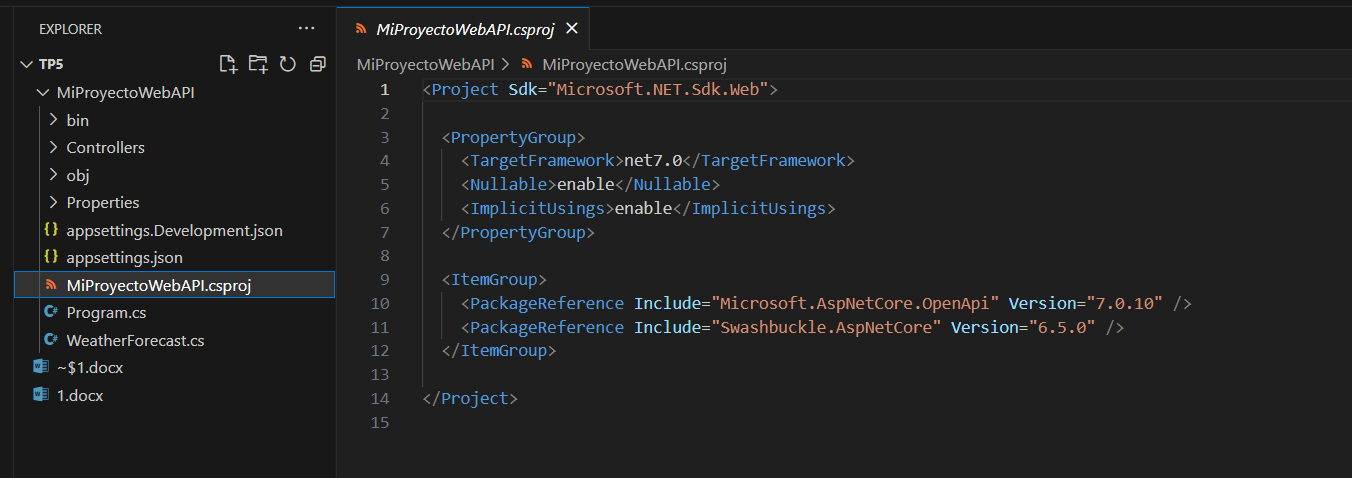 EXPLORER
TP5
MiProyectoWebAPI
bin
Controllers
obj
Properties
appsettings.Development.json
appsettings.json
MiProyectoWebAPI.csproj
Program.cs
WeatherForecast.cs
~$1.docx
1.docx
MiProyectoWebAPI.csproj
MiProyectoWebAPI > MiProyectoWebAPI.csproj
1 <Project Sdk="Microsoft.NET.Sdk.Web">
2
3 <PropertyGroup>
4 <TargetFramework>net7.0</TargetFramework>
5 <Nullable>enable</Nullable>
6 <ImplicitUsings>enable</ImplicitUsings>
7 </PropertyGroup>
8
9 <ItemGroup>
10 <PackageReference Include="Microsoft.AspNetCore.OpenApi" Version="7.0.10" />
11 <PackageReference Include="Swashbuckle.AspNetCore" Version="6.5.0" />
12 </ItemGroup>
13
14 </Project>
15